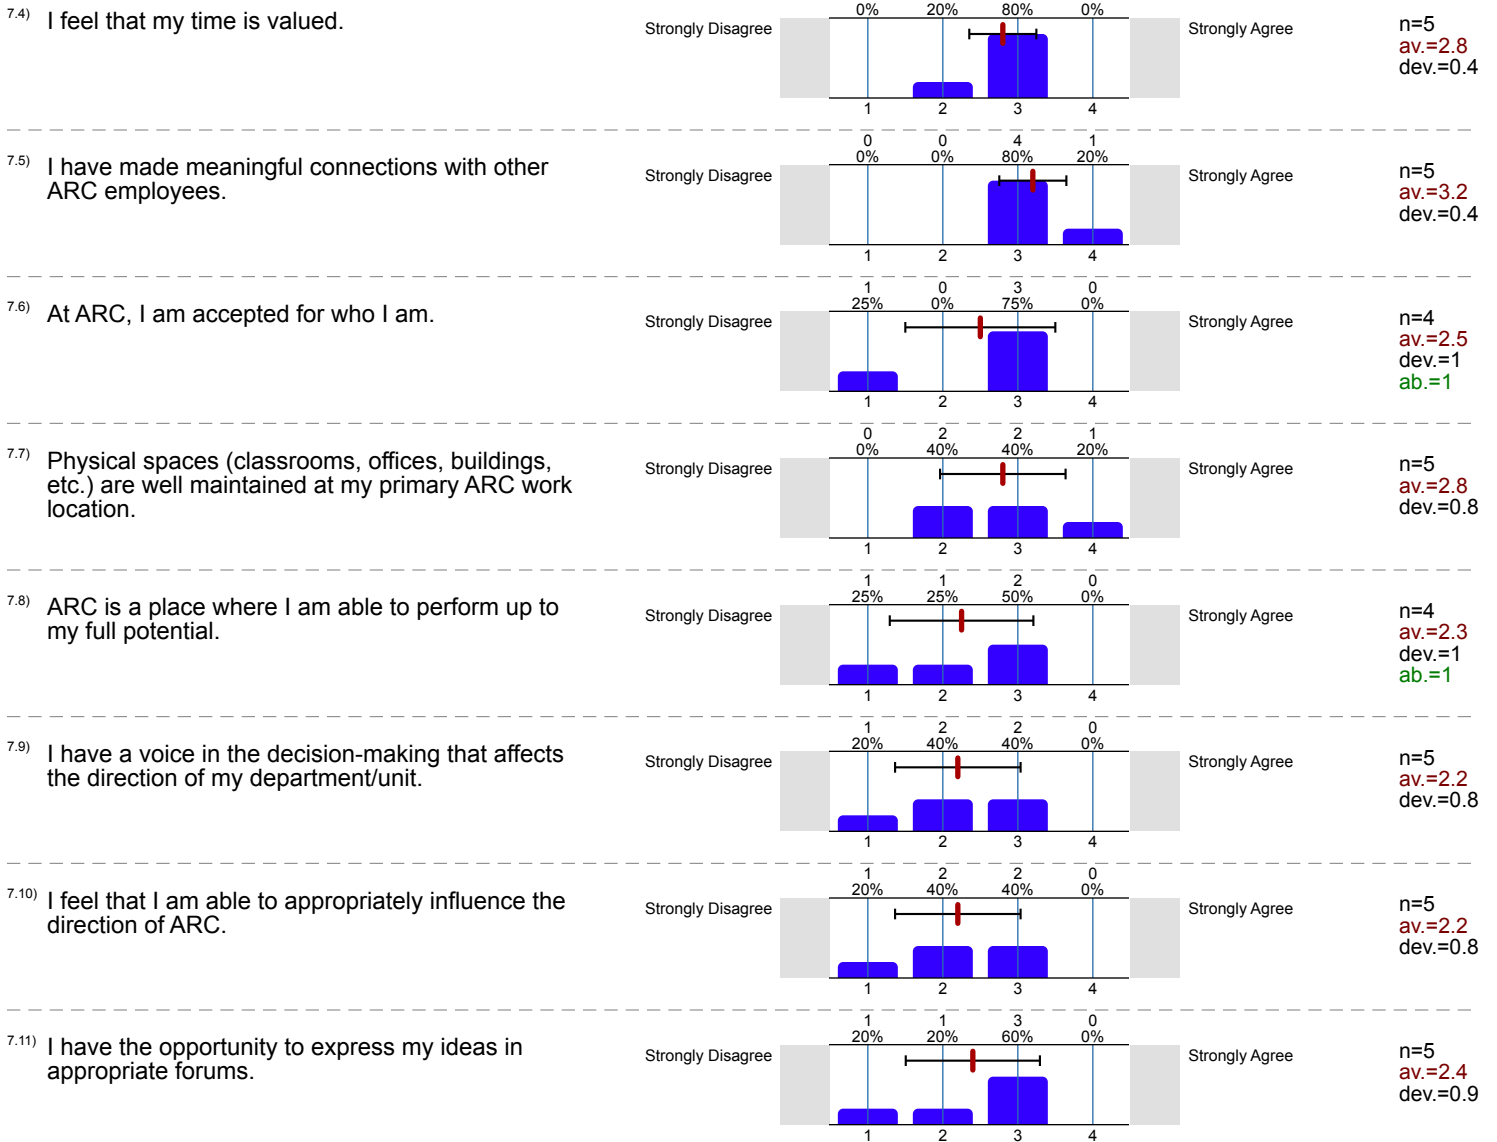 0% 20% 80% 0%
7.4) I feel that my time is valued.
Strongly Disagree Strongly Agree
n=5
av.=2.8
dev.=0.4
1 2 3 4
0 0 4 1
0% 0% 80% 20%
7.5) I have made meaningful connections with other
ARC employees.
Strongly Disagree Strongly Agree
n=5
av.=3.2
dev.=0.4
1 2 3 4
1 0 3 0
25% 0% 75% 0%
7.6) At ARC, I am accepted for who I am.
Strongly Disagree Strongly Agree
n=4
av.=2.5
dev.=1
ab.=1
1 2 3 4
0 2 2 1
0% 40% 40% 20%
7.7) Physical spaces (classrooms, offices, buildings,
etc.) are well maintained at my primary ARC work
location.
Strongly Disagree Strongly Agree
n=5
av.=2.8
dev.=0.8
1 2 3 4
1 1 2 0
25% 25% 50% 0%
7.8) ARC is a place where I am able to perform up to
my full potential.
Strongly Disagree Strongly Agree
n=4
av.=2.3
dev.=1
ab.=1
1 2 3 4
1 2 2 0
20% 40% 40% 0%
7.9) I have a voice in the decision-making that affects
the direction of my department/unit.
Strongly Disagree Strongly Agree
n=5
av.=2.2
dev.=0.8
1 2 3 4
1 2 2 0
20% 40% 40% 0%
7.10) I feel that I am able to appropriately influence the
direction of ARC.
Strongly Disagree Strongly Agree
n=5
av.=2.2
dev.=0.8
1 2 3 4
1 1 3 0
20% 20% 60% 0%
7.11) I have the opportunity to express my ideas in
appropriate forums.
Strongly Disagree Strongly Agree
n=5
av.=2.4
dev.=0.9
1 2 3 4